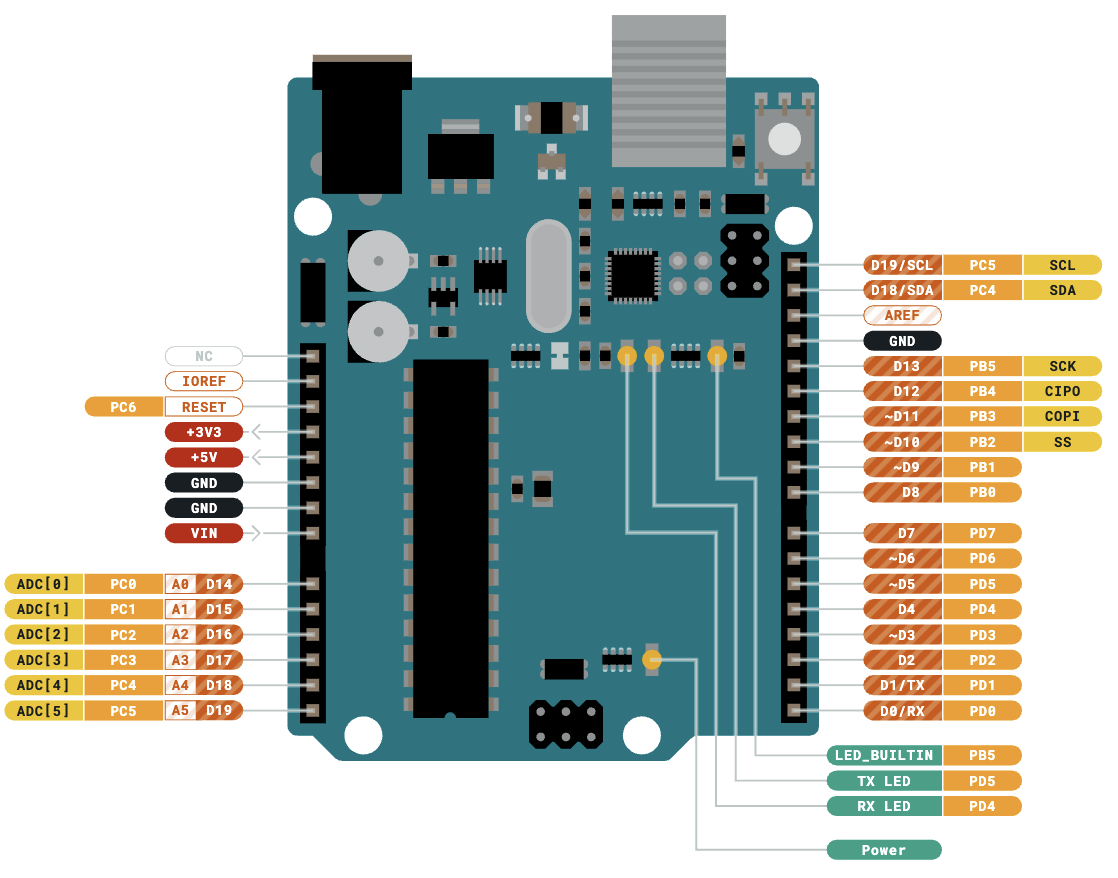 NC
IOREF
PC6 RESET
+3V3
+5V
GND
GND
VIN
ADC[0] PC0 A0 D14
ADC[1] PC1 A1 D15
ADC[2] PC2 A2 D16
ADC[3] PC3 A3 D17
ADC[4] PC4 A4 D18
ADC[5] PC5 A5 D19
D19/SCL PC5 SCL
D18/SDA PC4 SDA
AREF
GND
D13 PB5 SCK
D12 PB4 CIPO
~D11 PB3 COPI
~D10 PB2 SS
~D9 PB1
D8 PB0
D7 PD7
~D6 PD6
~D5 PD5
D4 PD4
~D3 PD3
D2 PD2
D1/TX PD1
D0/RX PD0
LED_BUILTIN PB5
TX LED PD5
RX LED PD4
Power